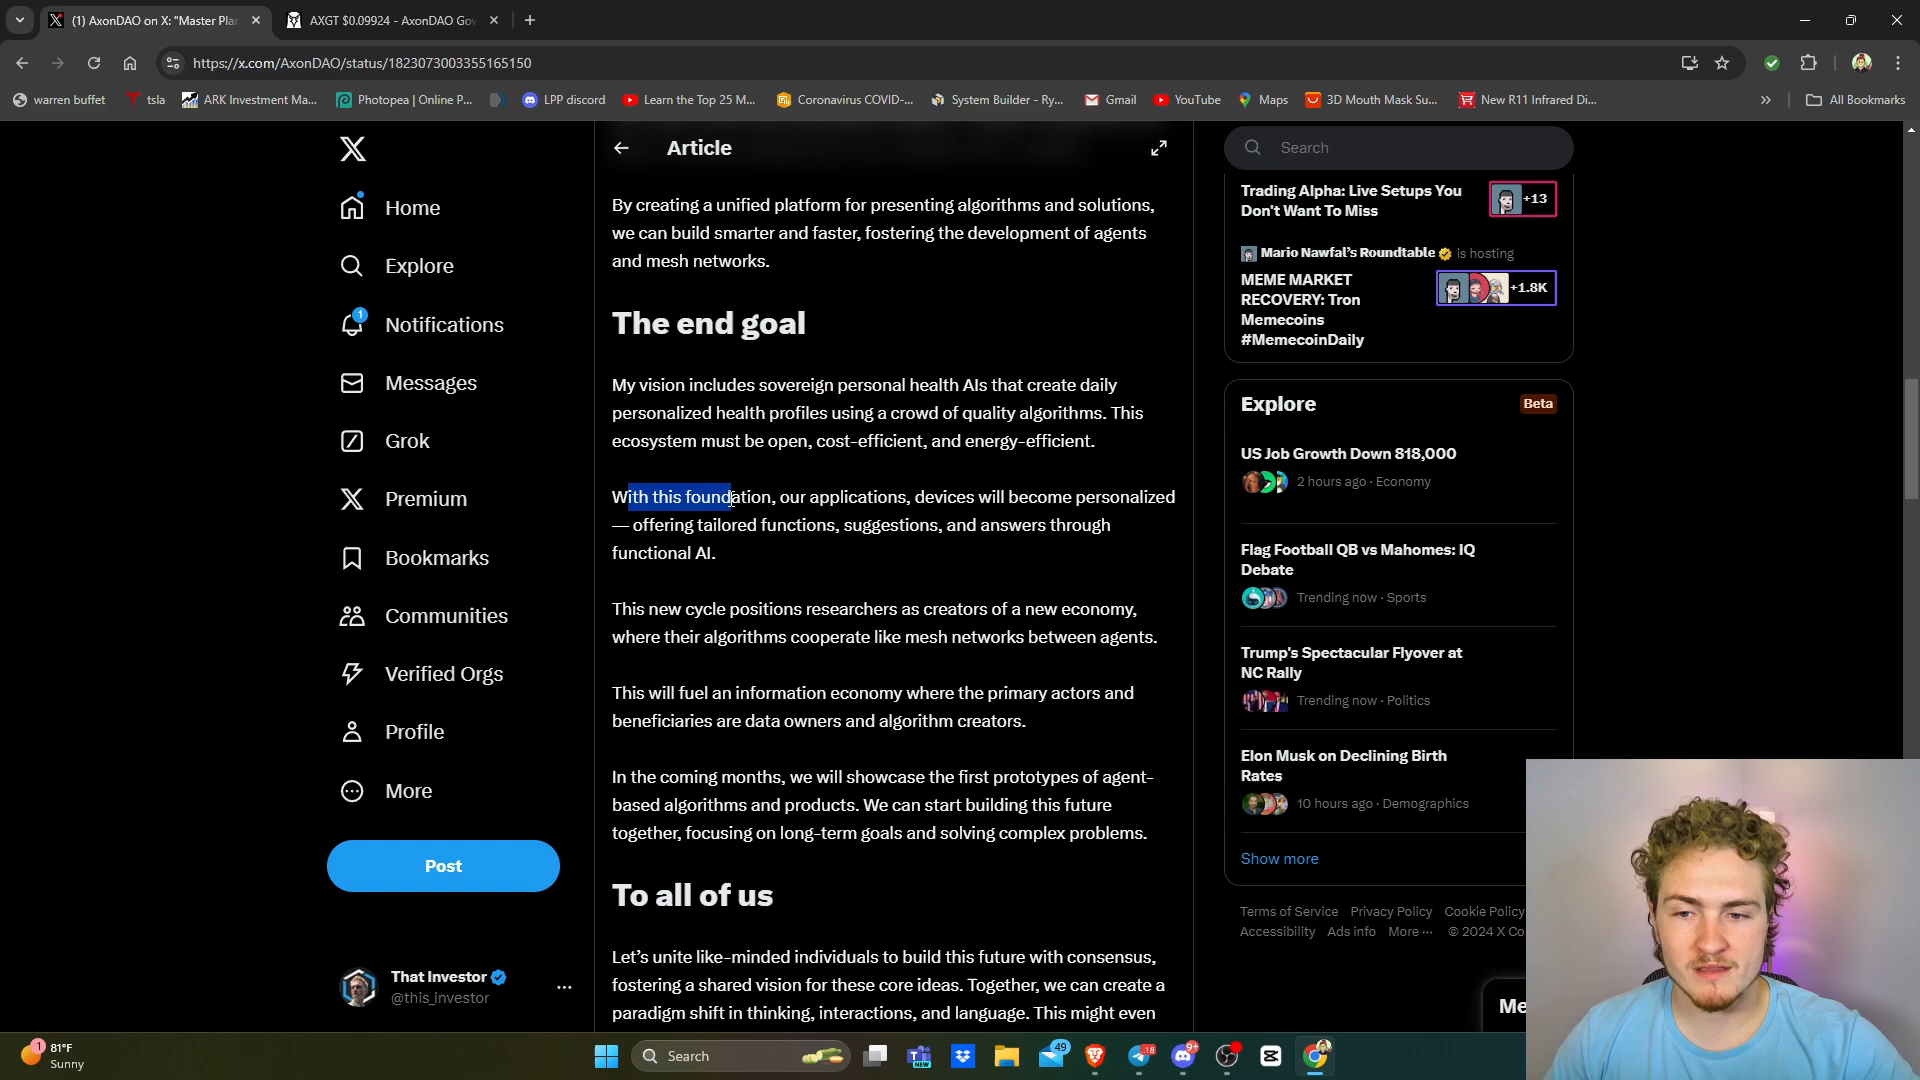 (1) AxonDAO on X: "Master Plan
AXGT $0.09924 - AxonDAO Gov
https://x.com/AxonDAO/status/1823073003355165150
warren buffet
tsla
ARK Investment Ma...
Photopea | Online P...
LPP discord
Learn the Top 25 M...
Coronavirus COVID-...
System Builder - Ry...
Gmail
YouTube
Maps
3D Mouth Mask Su...
New R11 Infrared Di...
All Bookmarks
Home
Explore
1
Notifications
Messages
Grok
Premium
Bookmarks
Communities
Verified Orgs
Profile
More
Post
That Investor
@this_investor
Article
By creating a unified platform for presenting algorithms and solutions,
we can build smarter and faster, fostering the development of agents
and mesh networks.
The end goal
My vision includes sovereign personal health AIs that create daily
personalized health profiles using a crowd of quality algorithms. This
ecosystem must be open, cost-efficient, and energy-efficient.
With this foundation, our applications, devices will become personalized
— offering tailored functions, suggestions, and answers through
functional AI.
This new cycle positions researchers as creators of a new economy,
where their algorithms cooperate like mesh networks between agents.
This will fuel an information economy where the primary actors and
beneficiaries are data owners and algorithm creators.
In the coming months, we will showcase the first prototypes of agent-
based algorithms and products. We can start building this future
together, focusing on long-term goals and solving complex problems.
To all of us
Let's unite like-minded individuals to build this future with consensus,
fostering a shared vision for these core ideas. Together, we can create a
paradigm shift in thinking, interactions, and language. This might even
Search
Trading Alpha: Live Setups You
Don't Want To Miss
+13
Mario Nawfal's Roundtable is hosting
MEME MARKET
RECOVERY: Tron
Memecoins
#MemecoinDaily
+1.8K
Explore
Beta
US Job Growth Down 818,000
2 hours ago · Economy
Flag Football QB vs Mahomes: IQ
Debate
Trending now · Sports
Trump's Spectacular Flyover at
NC Rally
Trending now · Politics
Elon Musk on Declining Birth
Rates
10 hours ago · Demographics
Show more
Terms of Service Privacy Policy Cookie Policy
Accessibility Ads info More ··· © 2024 X Co
Me
1
81°F
Sunny
Search
NEW
49
18
9+